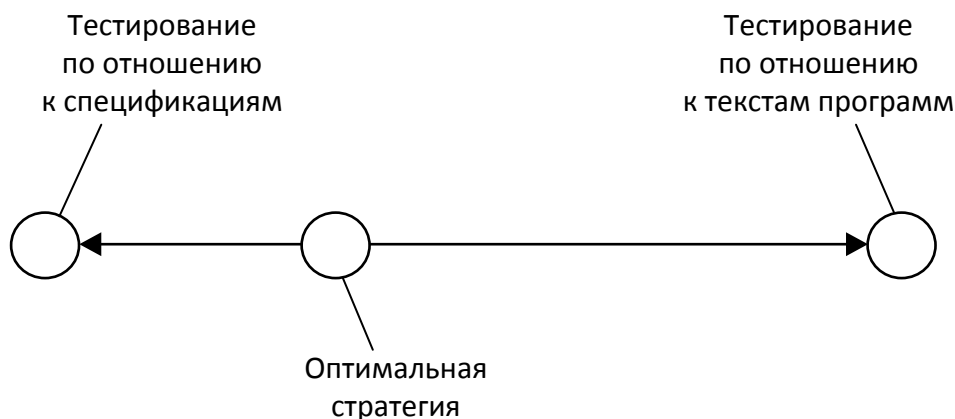 Тестирование
по отношению
к спецификациям
Тестирование
по отношению
к текстам программ
Оптимальная
стратегия